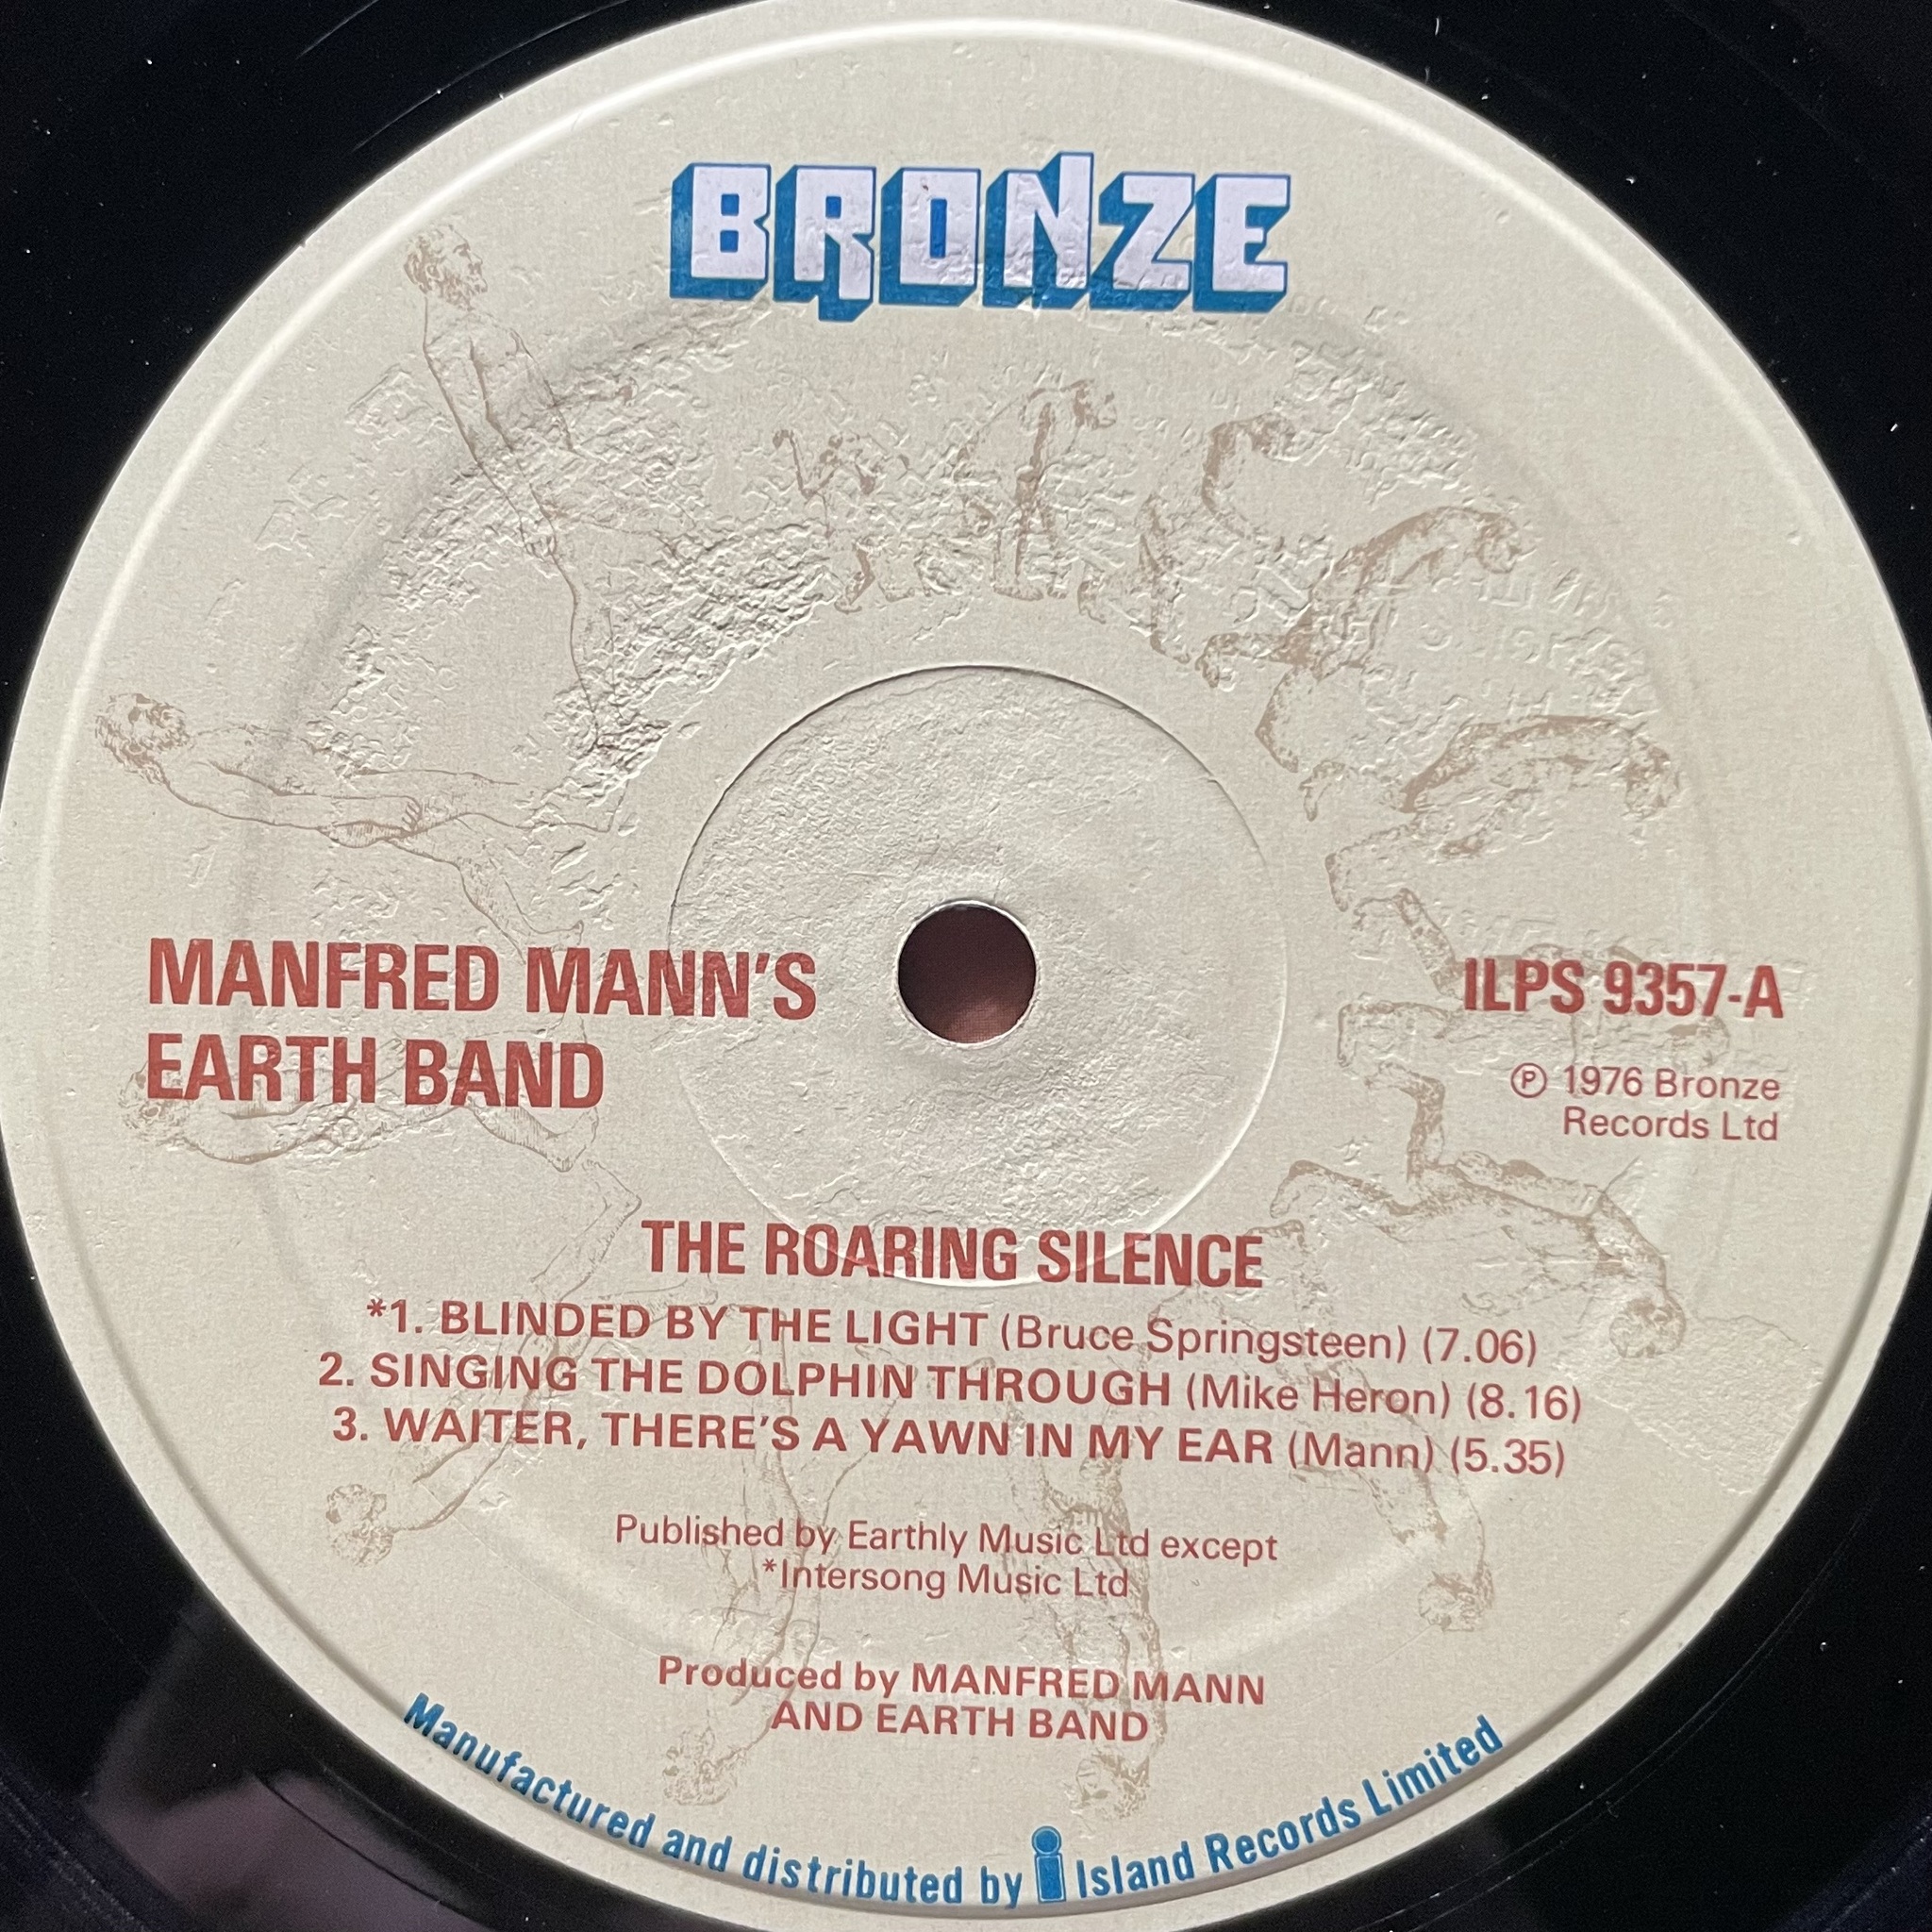 BRONZE
MANFRED MANN'S
EARTH BAND
ILPS 9357-A
℗ 1976 Bronze
Records Ltd
THE ROARING SILENCE
*1. BLINDED BY THE LIGHT (Bruce Springsteen) (7.06)
2. SINGING THE DOLPHIN THROUGH (Mike Heron) (8.16)
3. WAITER, THERE'S A YAWN IN MY EAR (Mann) (5.35)
Published by Earthly Music Ltd except
*Intersong Music Ltd
Produced by MANFRED MANN
AND EARTH BAND
Manufactured and distributed by i Island Records Limited